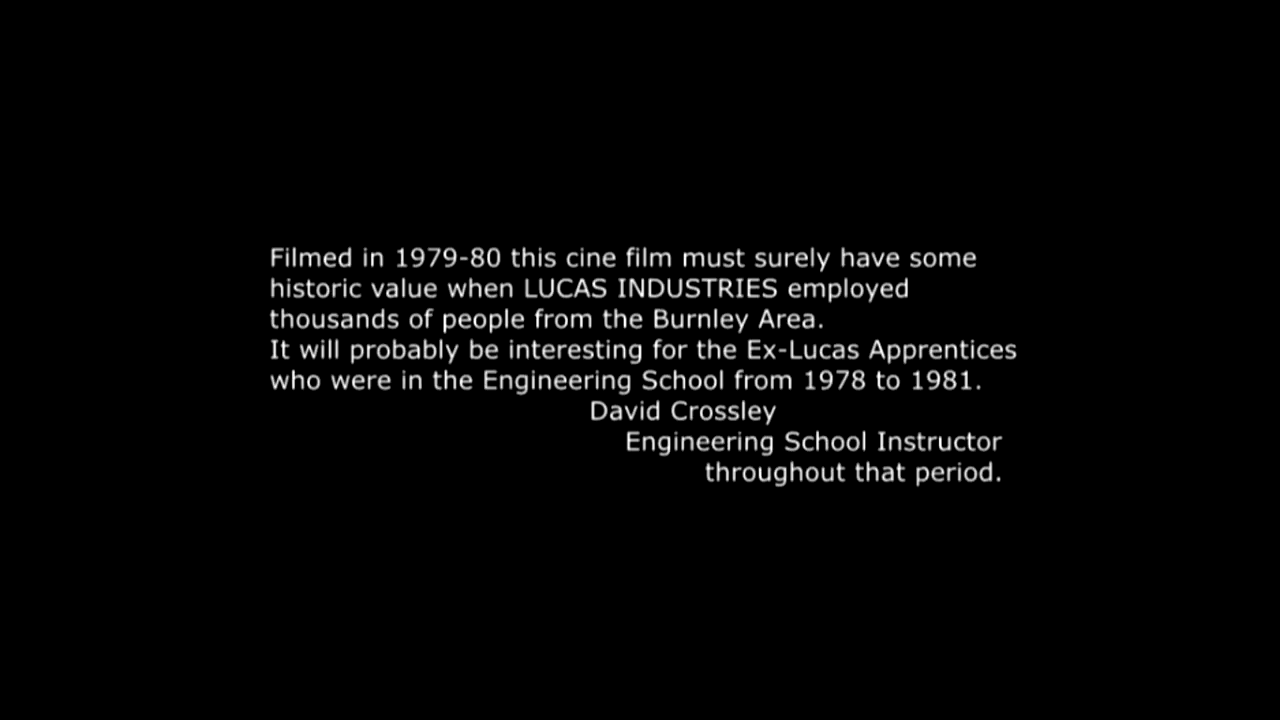 Filmed in 1979-80 this cine film must surely have some
historic value when LUCAS INDUSTRIES employed
thousands of people from the Burnley Area.
It will probably be interesting for the Ex-Lucas Apprentices
who were in the Engineering School from 1978 to 1981.
David Crossley
Engineering School Instructor
throughout that period.